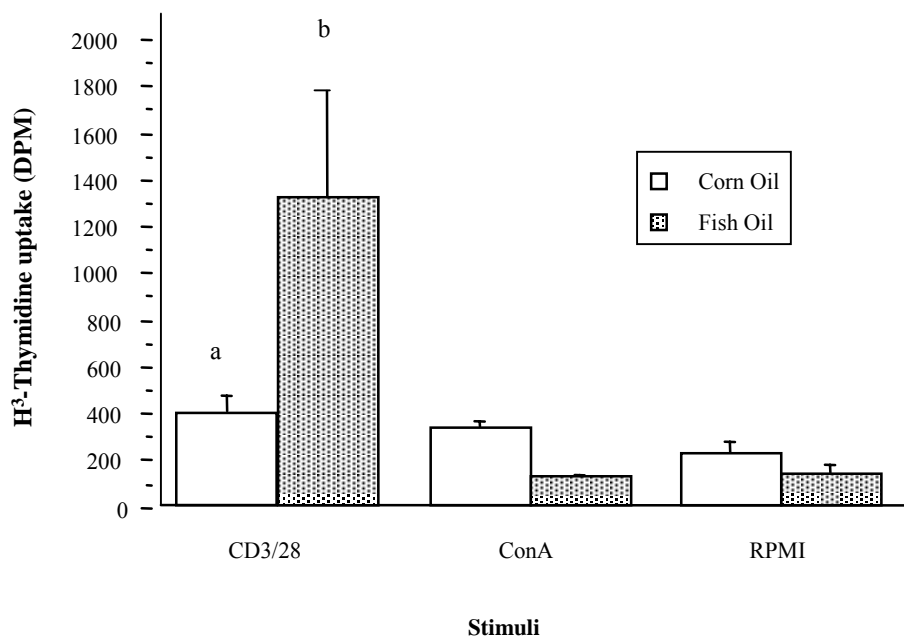 2000
1800
1600
1400
1200
1000
800
600
400
200
0
H³-Thymidine uptake (DPM)
a
b
Corn Oil
Fish Oil
CD3/28 ConA RPMI
Stimuli